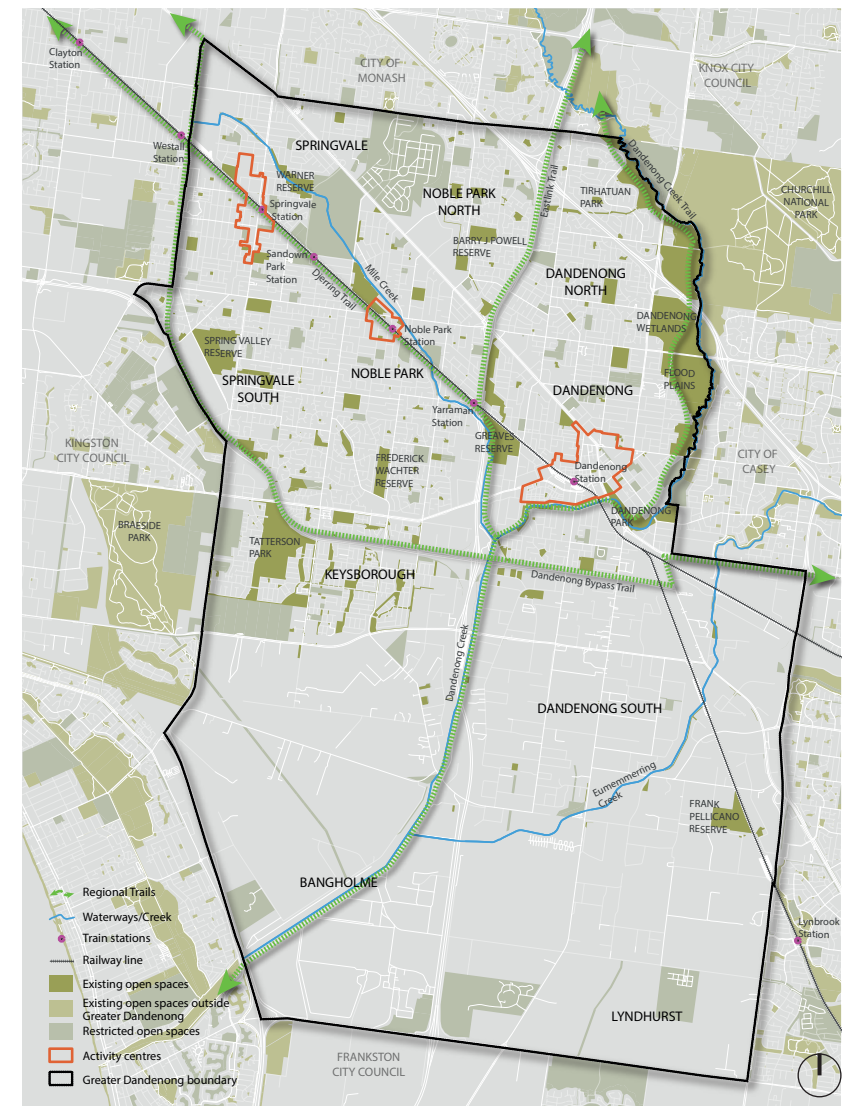 Clayton
Station
CITY OF
MONASH
KNOX CITY
COUNCIL
Westall
Station
SPRINGVALE
WARNER
RESERVE
Springvale
Station
NOBLE PARK
NORTH
Eastlink Trail
TIRHATUAN
PARK
Dandenong Creek Trail
CHURCHILL
NATIONAL
PARK
BARRY J POWELL
RESERVE
Sandown
Park
Station
Djerring Trail
Mile Creek
DANDENONG
NORTH
DANDENONG
WETLANDS
Noble Park
Station
SPRING VALLEY
RESERVE
SPRINGVALE
SOUTH
NOBLE PARK
FLOOD
PLAINS
DANDENONG
Yarraman
Station
GREAVES
RESERVE
KINGSTON
CITY COUNCIL
FREDERICK
WACHTER
RESERVE
Dandenong
Station
CITY OF
CASEY
BRAESIDE
PARK
DANDENONG
PARK
TATTERSON
PARK
KEYSBOROUGH
Dandenong Bypass Trail
Dandenong Creek
DANDENONG SOUTH
Eumemmerring
Creek
FRANK
PELLICANO
RESERVE
BANGHOLME
Lynbrook
Station
LYNDHURST
FRANKSTON
CITY COUNCIL
Regional Trails
Waterways/Creek
Train stations
Railway line
Existing open spaces
Existing open spaces outside
Greater Dandenong
Restricted open spaces
Activity centres
Greater Dandenong boundary